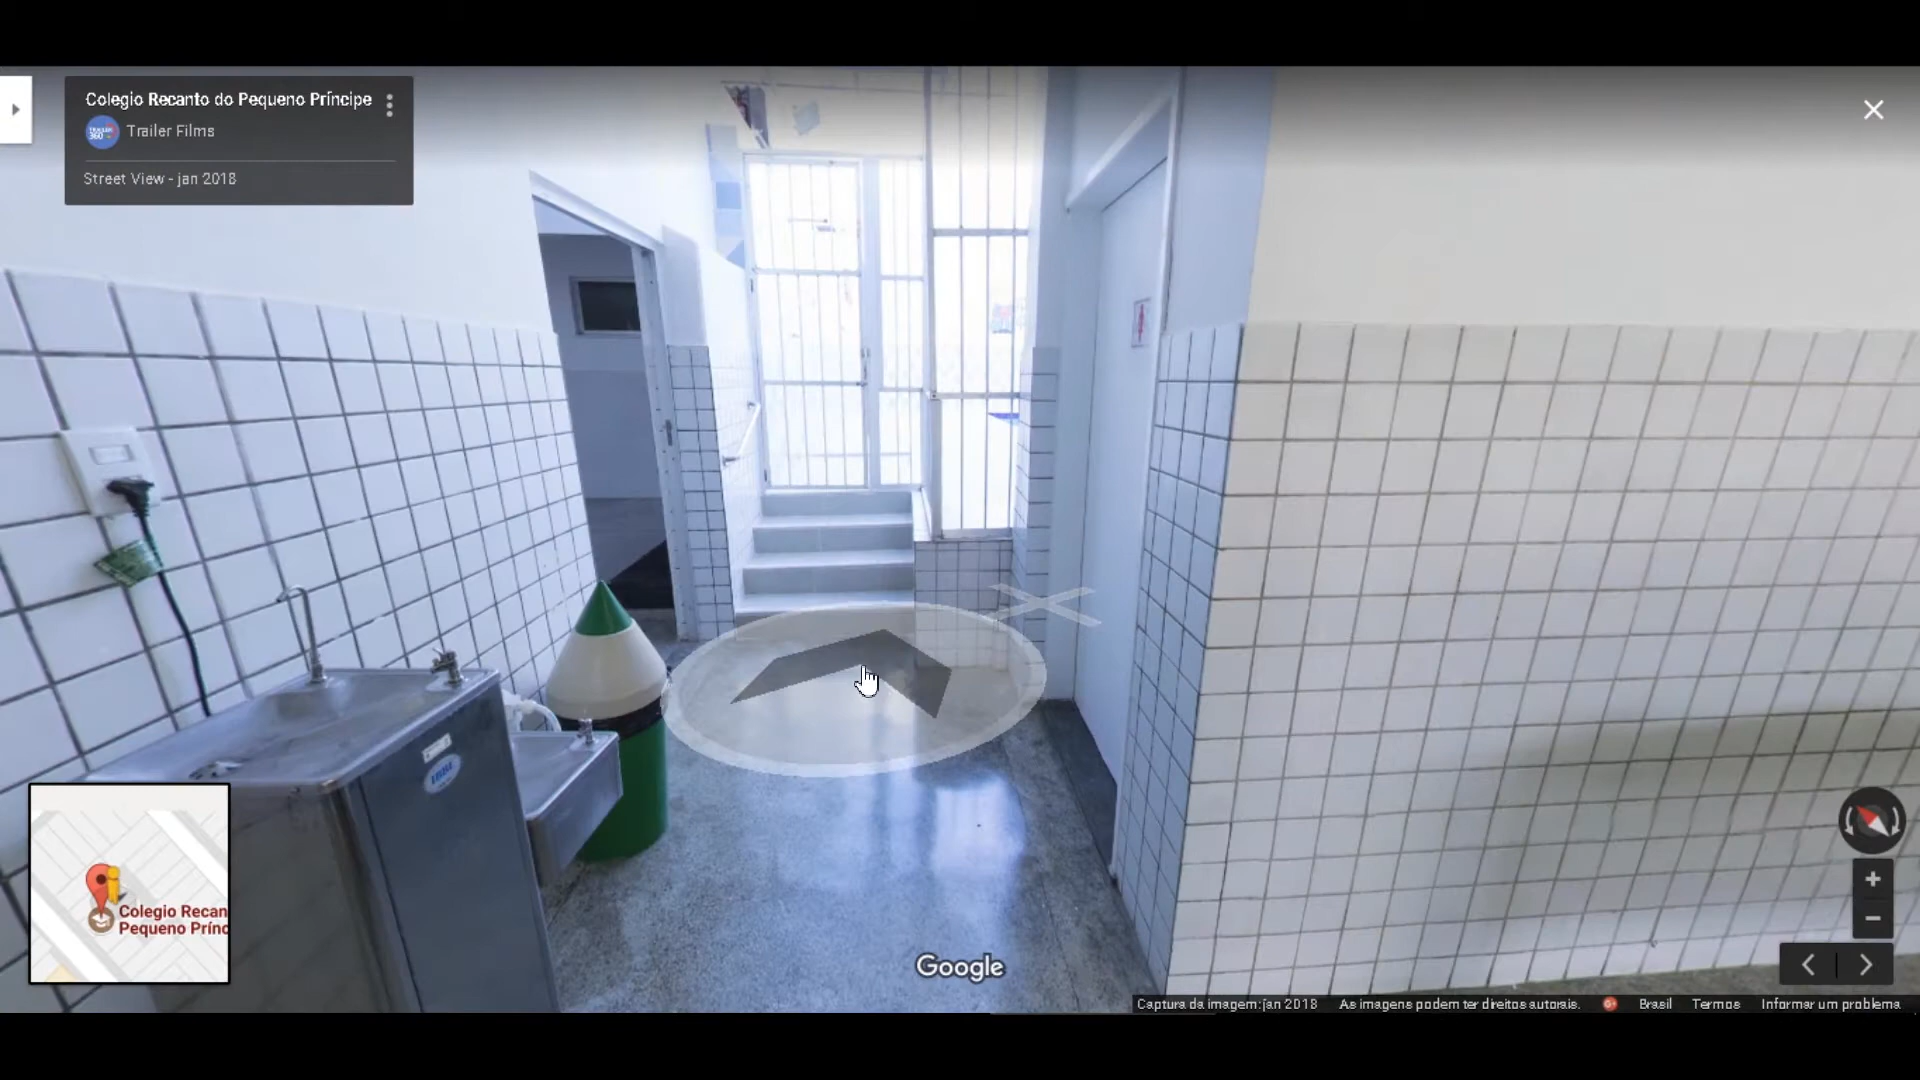 Colegio Recanto do Pequeno Príncipe
Trailer Films
Street View - jan 2018
IBBL
Colegio Recan
Pequeno Prínc
Google
Captura da imagem: jan 2018 As imagens podem ter direitos autorais. Brasil Termos Informar um problema